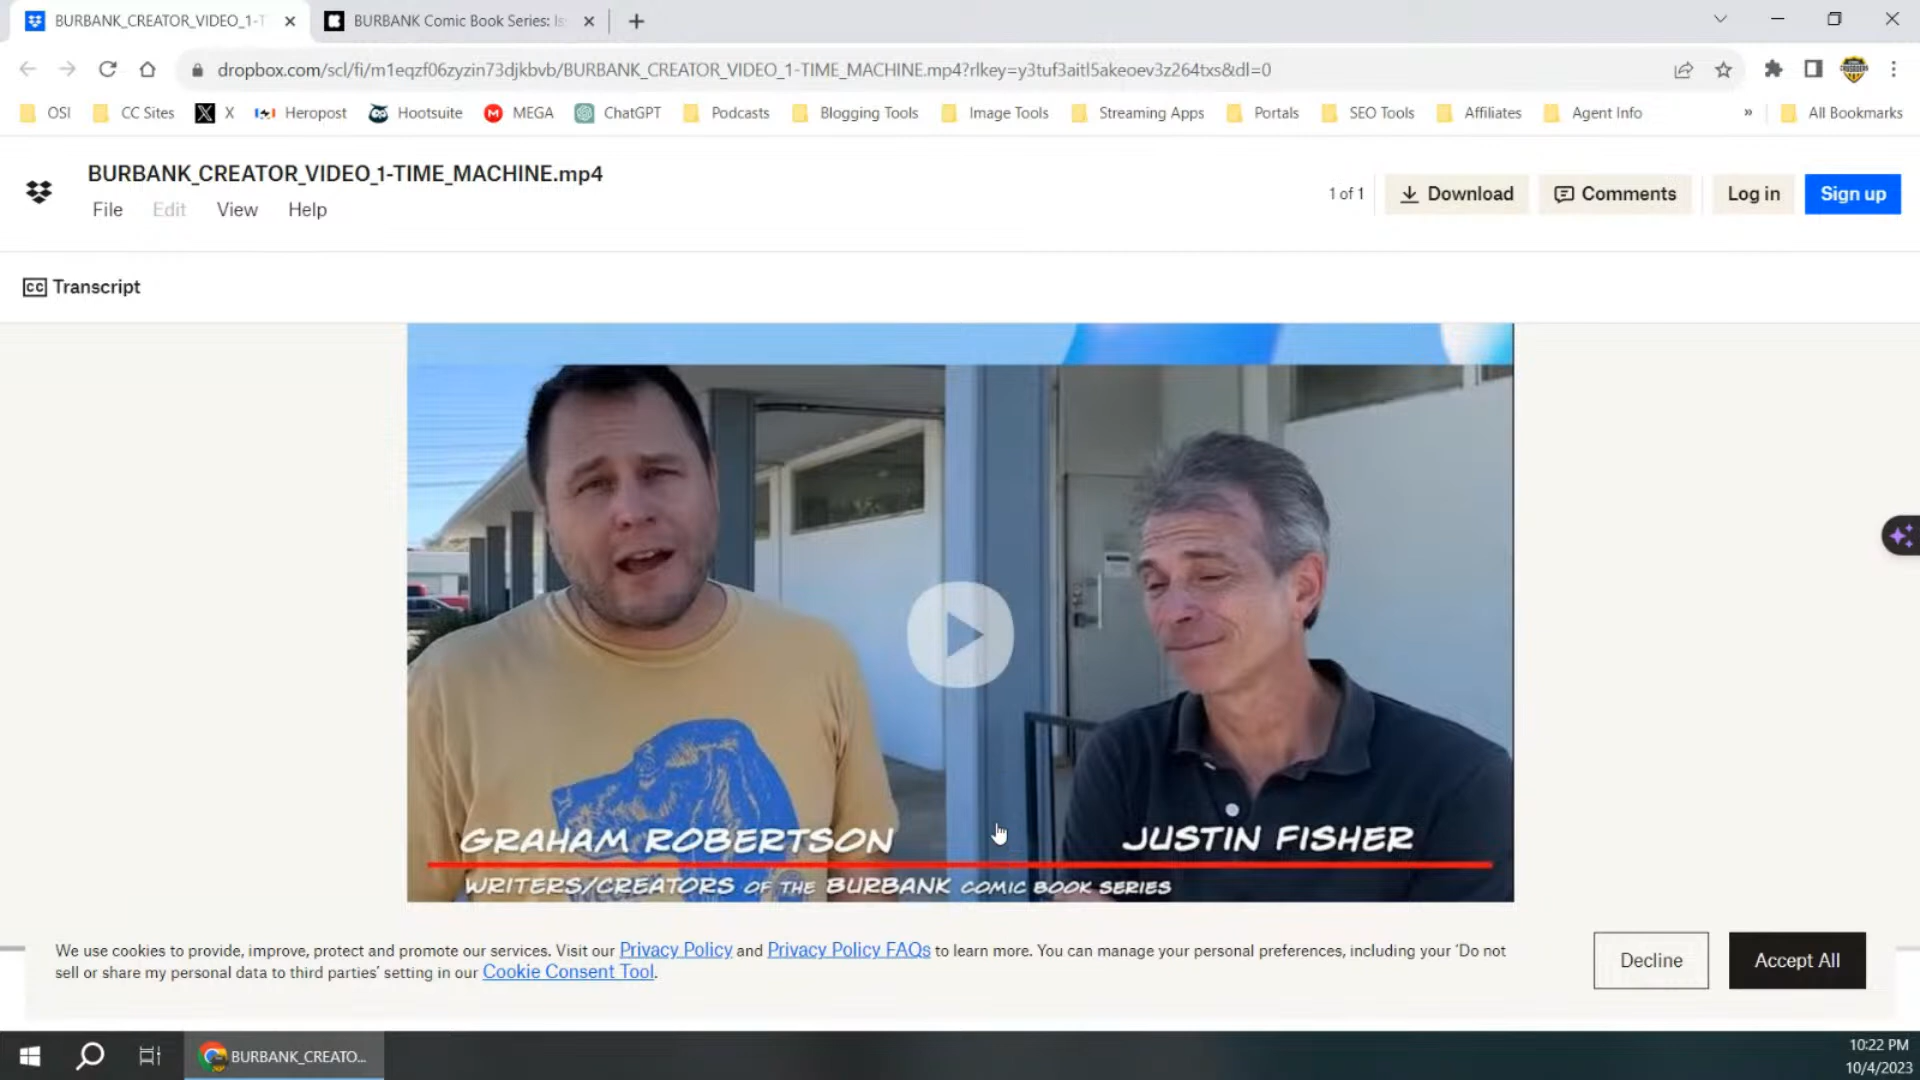 BURBANK_CREATOR_VIDEO_1-T
BURBANK Comic Book Series: Is
dropbox.com/scl/fi/m1eqzf06zyzin73djkbvb/BURBANK_CREATOR_VIDEO_1-TIME_MACHINE.mp4?rlkey=y3tuf3aitl5akeoev3z264txs&dl=0
OSI CC Sites X Heropost Hootsuite MEGA ChatGPT Podcasts Blogging Tools Image Tools Streaming Apps Portals SEO Tools Affiliates Agent Info » All Bookmarks
BURBANK_CREATOR_VIDEO_1-TIME_MACHINE.mp4
File Edit View Help
1 of 1 Download Comments Log in Sign up
CC Transcript
GRAHAM ROBERTSON
JUSTIN FISHER
WRITERS/CREATORS OF THE BURBANK COMIC BOOK SERIES
We use cookies to provide, improve, protect and promote our services. Visit our Privacy Policy and Privacy Policy FAQs to learn more. You can manage your personal preferences, including your ‘Do not
sell or share my personal data to third parties’ setting in our Cookie Consent Tool.
Decline Accept All
BURBANK_CREATO...
10:22 PM
10/4/2023